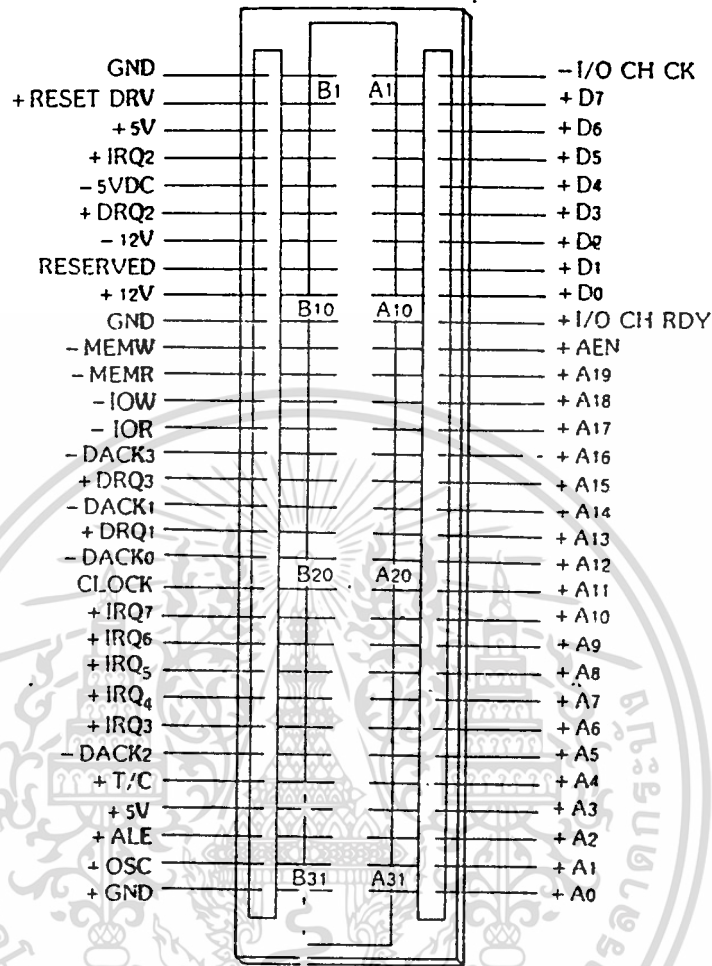 GND B1 A1 -I/O CH CK
+RESET DRV +D7
+5V +D6
+IRQ2 +D5
-5VDC +D4
+DRQ2 +D3
-12V +D2
RESERVED +D1
+12V +D0
GND B10 A10 +I/O CH RDY
-MEMW +AEN
-MEMR +A19
-IOW +A18
-IOR +A17
-DACK3 +A16
+DRQ3 +A15
-DACK1 +A14
+DRQ1 +A13
-DACK0 +A12
CLOCK B20 A20 +A11
+IRQ7 +A10
+IRQ6 +A9
+IRQ5 +A8
+IRQ4 +A7
+IRQ3 +A6
-DACK2 +A5
+T/C +A4
+5V +A3
+ALE +A2
+OSC +A1
+GND B31 A31 +A0